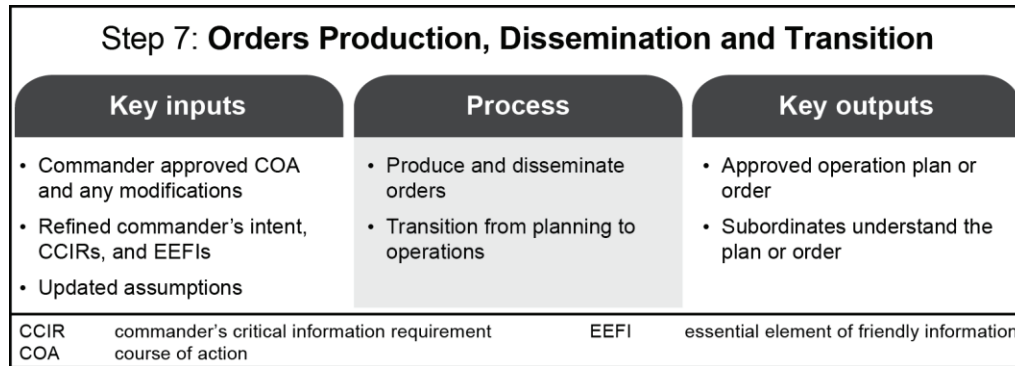 Step 7: Orders Production, Dissemination and Transition
Key inputs
• Commander approved COA
and any modifications
• Refined commander's intent,
CCIRs, and EEFIs
• Updated assumptions
Process
• Produce and disseminate
orders
• Transition from planning to
operations
Key outputs
• Approved operation plan or
order
• Subordinates understand the
plan or order
CCIR commander's critical information requirement
COA course of action
EEFI essential element of friendly information